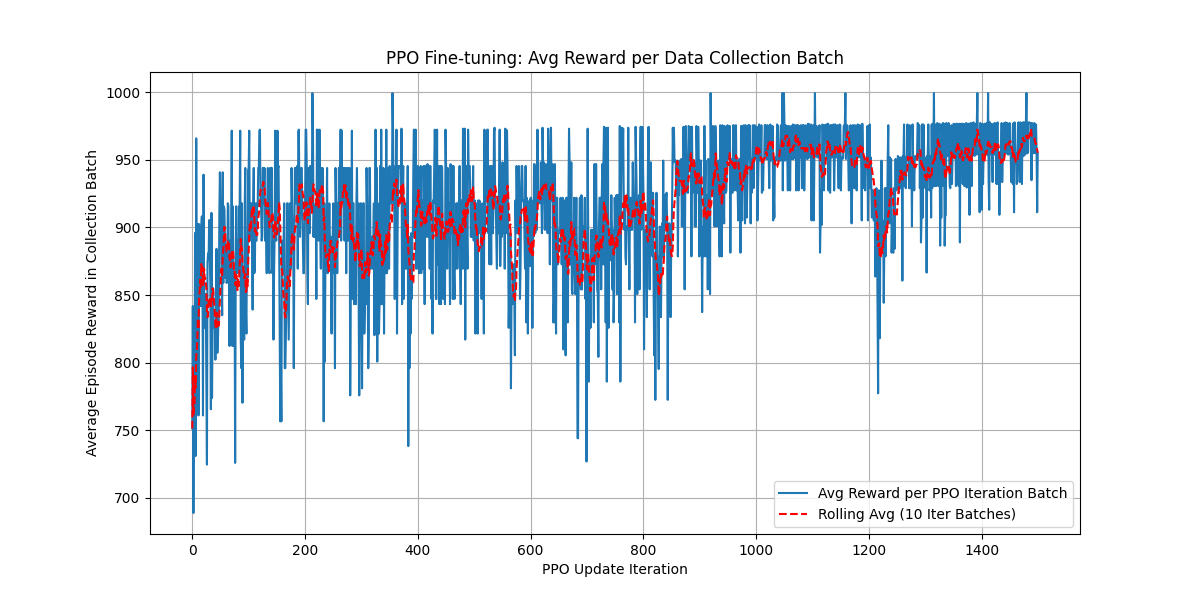 PPO Fine-tuning: Avg Reward per Data Collection Batch
Average Episode Reward in Collection Batch
1000
950
900
850
800
750
700
0 200 400 600 800 1000 1200 1400
PPO Update Iteration
Avg Reward per PPO Iteration Batch
Rolling Avg (10 Iter Batches)